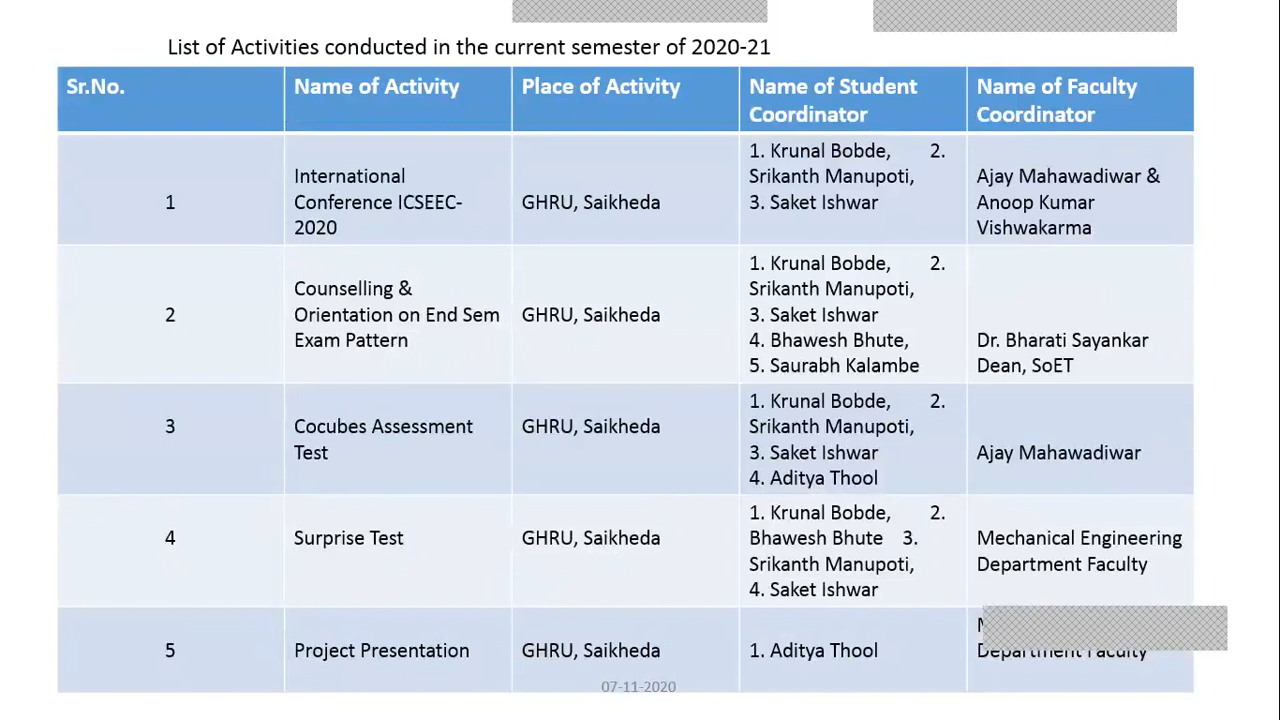 List of Activities conducted in the current semester of 2020-21
Sr.No.
Name of Activity
Place of Activity
Name of Student
Coordinator
Name of Faculty
Coordinator
1
International
Conference ICSEEC-
2020
GHRU, Saikheda
1. Krunal Bobde, 2.
Srikanth Manupoti,
3. Saket Ishwar
Ajay Mahawadiwar &
Anoop Kumar
Vishwakarma
2
Counselling &
Orientation on End Sem
Exam Pattern
GHRU, Saikheda
1. Krunal Bobde, 2.
Srikanth Manupoti,
3. Saket Ishwar
4. Bhawesh Bhute,
5. Saurabh Kalambe
Dr. Bharati Sayankar
Dean, SoET
3
Cocubes Assessment
Test
GHRU, Saikheda
1. Krunal Bobde, 2.
Srikanth Manupoti,
3. Saket Ishwar
4. Aditya Thool
Ajay Mahawadiwar
4
Surprise Test
GHRU, Saikheda
1. Krunal Bobde, 2.
Bhawesh Bhute 3.
Srikanth Manupoti,
4. Saket Ishwar
Mechanical Engineering
Department Faculty
5
Project Presentation
GHRU, Saikheda
1. Aditya Thool
Department Faculty
07-11-2020